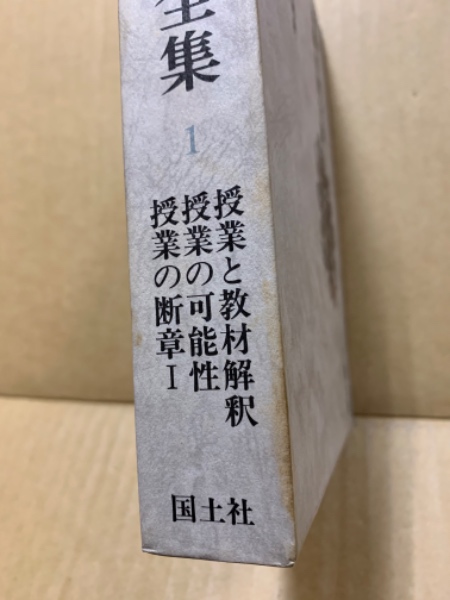 全集
1
授業と教材解釈
授業の可能性
授業の断章I
国土社